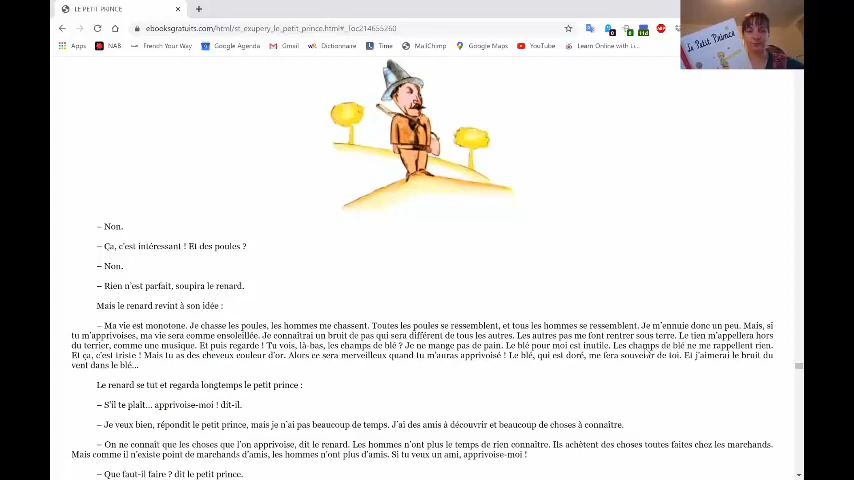 LE PETIT PRINCE
ebooksgratuits.com/html/st_exupery_le_petit_prince.html#_Toc214655260
Apps NAB French Your Way Google Agenda Gmail Dictionnaire Time MailChimp Google Maps YouTube Learn Online with Li...
Le Petit Prince
– Non.
– Ça, c'est intéressant ! Et des poules ?
– Non.
– Rien n'est parfait, soupira le renard.
Mais le renard revint à son idée :
– Ma vie est monotone. Je chasse les poules, les hommes me chassent. Toutes les poules se ressemblent, et tous les hommes se ressemblent. Je m'ennuie donc un peu. Mais, si
tu m'apprivoises, ma vie sera comme ensoleillée. Je connaîtrai un bruit de pas qui sera différent de tous les autres. Les autres pas me font rentrer sous terre. Le tien m'appellera hors
du terrier, comme une musique. Et puis regarde ! Tu vois, là-bas, les champs de blé ? Je ne mange pas de pain. Le blé pour moi est inutile. Les champs de blé ne me rappellent rien.
Et ça, c'est triste ! Mais tu as des cheveux couleur d'or. Alors ce sera merveilleux quand tu m'auras apprivoisé ! Le blé, qui est doré, me fera souvenir de toi. Et j'aimerai le bruit du
vent dans le blé…
Le renard se tut et regarda longtemps le petit prince :
– S'il te plaît… apprivoise-moi ! dit-il.
– Je veux bien, répondit le petit prince, mais je n'ai pas beaucoup de temps. J'ai des amis à découvrir et beaucoup de choses à connaître.
– On ne connaît que les choses que l'on apprivoise, dit le renard. Les hommes n'ont plus le temps de rien connaître. Ils achètent des choses toutes faites chez les marchands.
Mais comme il n'existe point de marchands d'amis, les hommes n'ont plus d'amis. Si tu veux un ami, apprivoise-moi !
– Que faut-il faire ? dit le petit prince.